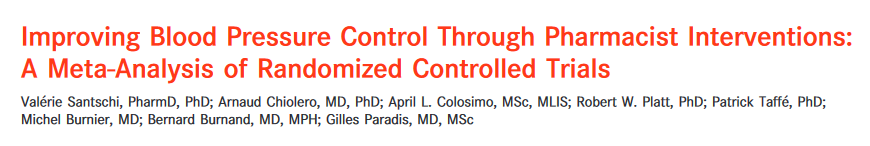 Improving Blood Pressure Control Through Pharmacist Interventions:
A Meta-Analysis of Randomized Controlled Trials
Valérie Santschi, PharmD, PhD; Arnaud Chiolero, MD, PhD; April L. Colosimo, MSc, MLIS; Robert W. Platt, PhD; Patrick Taffé, PhD;
Michel Burnier, MD; Bernard Burnand, MD, MPH; Gilles Paradis, MD, MSc